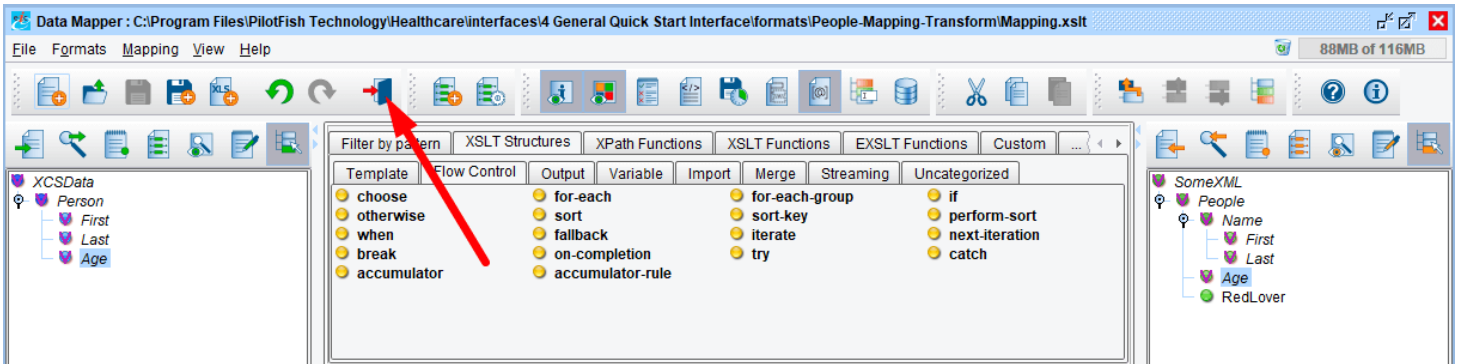 Data Mapper : C:\Program Files\PilotFish Technology\Healthcare\interfaces\4 General Quick Start Interface\formats\People-Mapping-Transform\Mapping.xslt
File Formats Mapping View Help 88MB of 116MB
XLS
Filter by pattern XSLT Structures XPath Functions XSLT Functions EXSLT Functions Custom ...
Template Flow Control Output Variable Import Merge Streaming Uncategorized
choose for-each for-each-group if
otherwise sort sort-key perform-sort
when fallback iterate next-iteration
break on-completion try catch
accumulator accumulator-rule
XCSData
Person
First
Last
Age
SomeXML
People
Name
First
Last
Age
RedLover